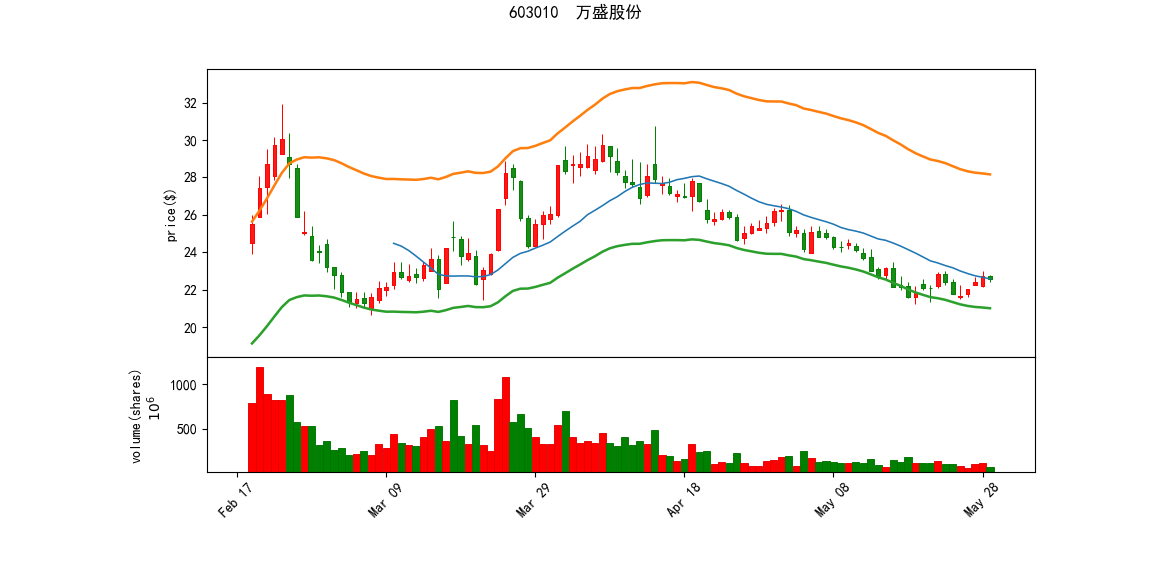 603010 万盛股份
price($)
32
30
28
26
24
22
20
volume(shares)
10^6
1000
500
Feb 17
Mar 09
Mar 29
Apr 18
May 08
May 28